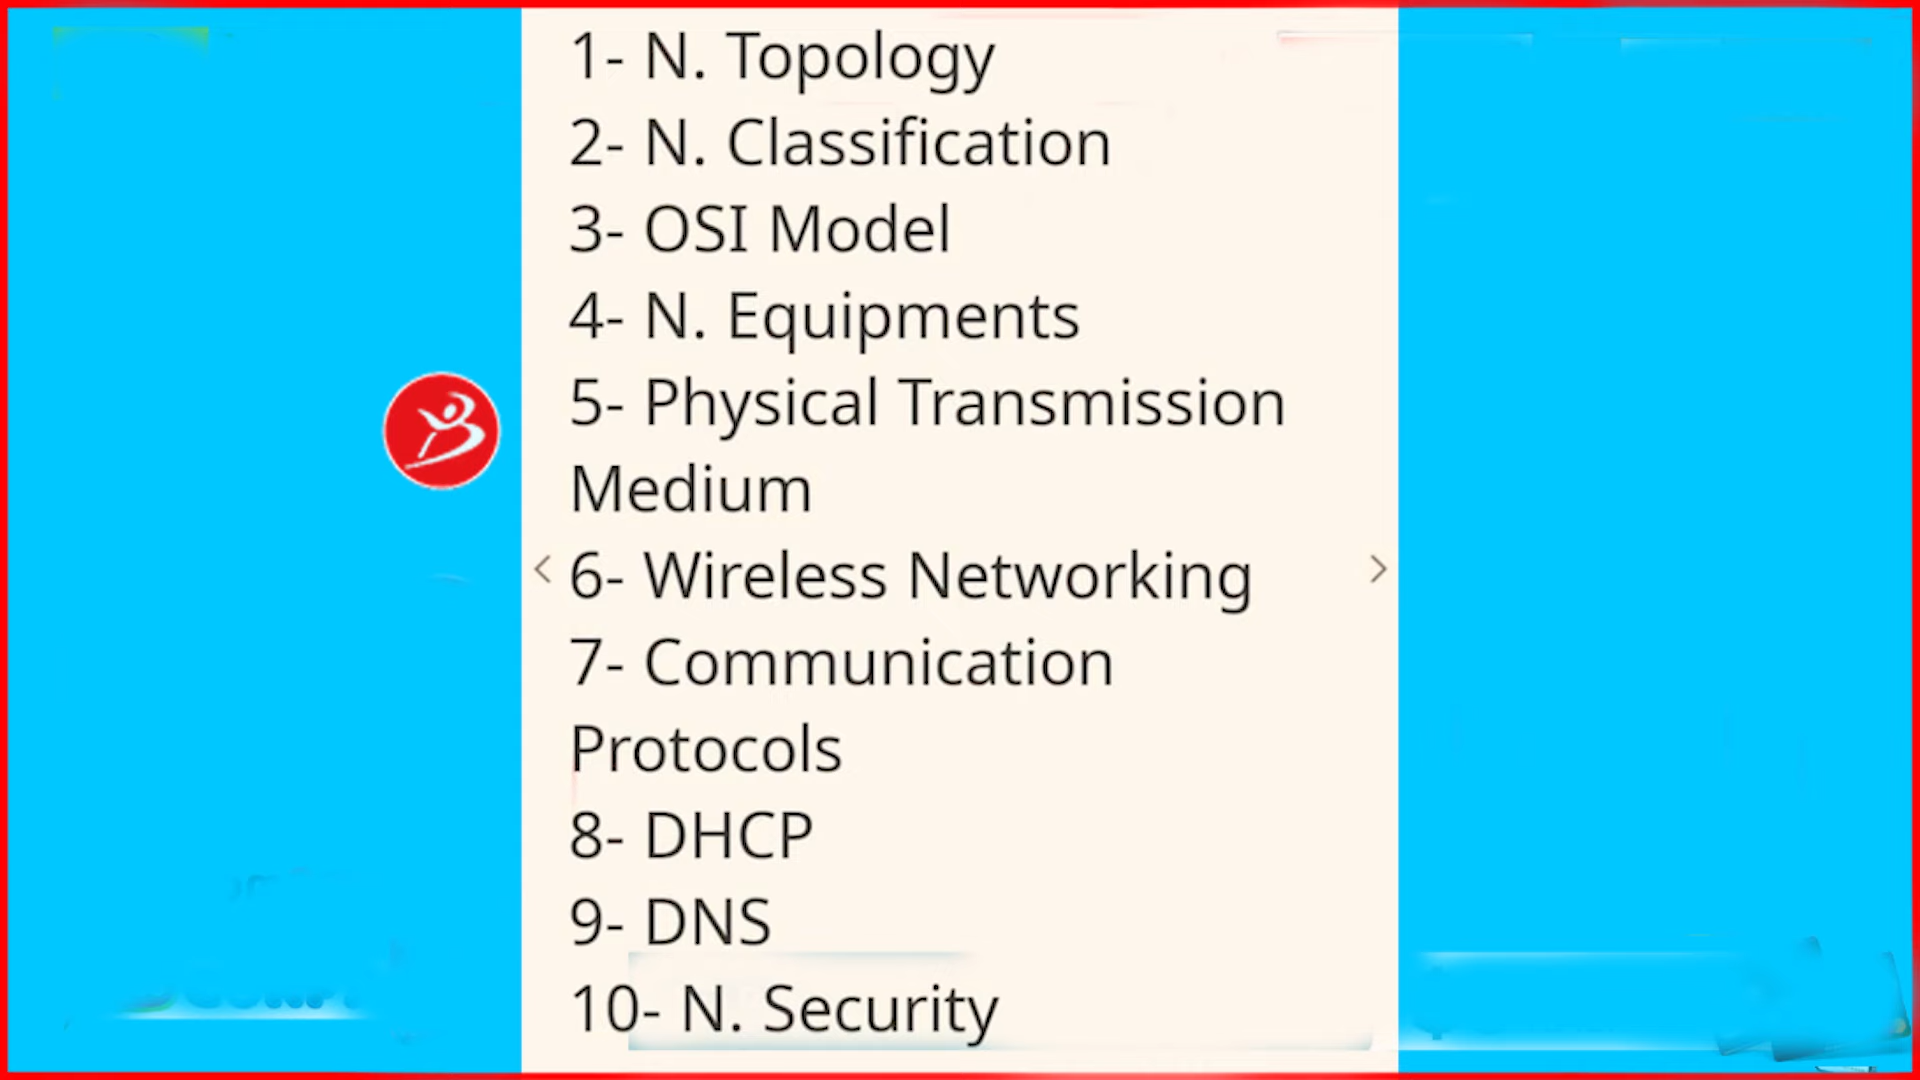 1- N. Topology
2- N. Classification
3- OSI Model
4- N. Equipments
5- Physical Transmission
Medium
6- Wireless Networking
7- Communication
Protocols
8- DHCP
9- DNS
10- N. Security